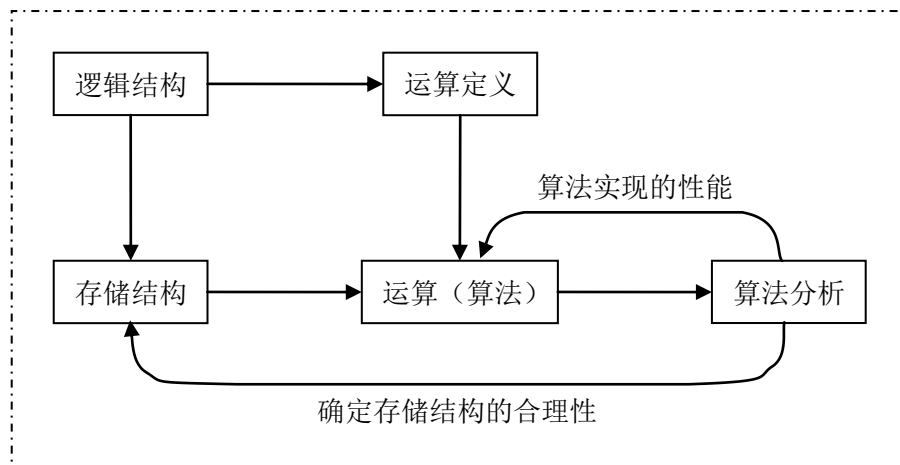 逻辑结构
运算定义
算法实现的性能
存储结构
运算（算法）
算法分析
确定存储结构的合理性